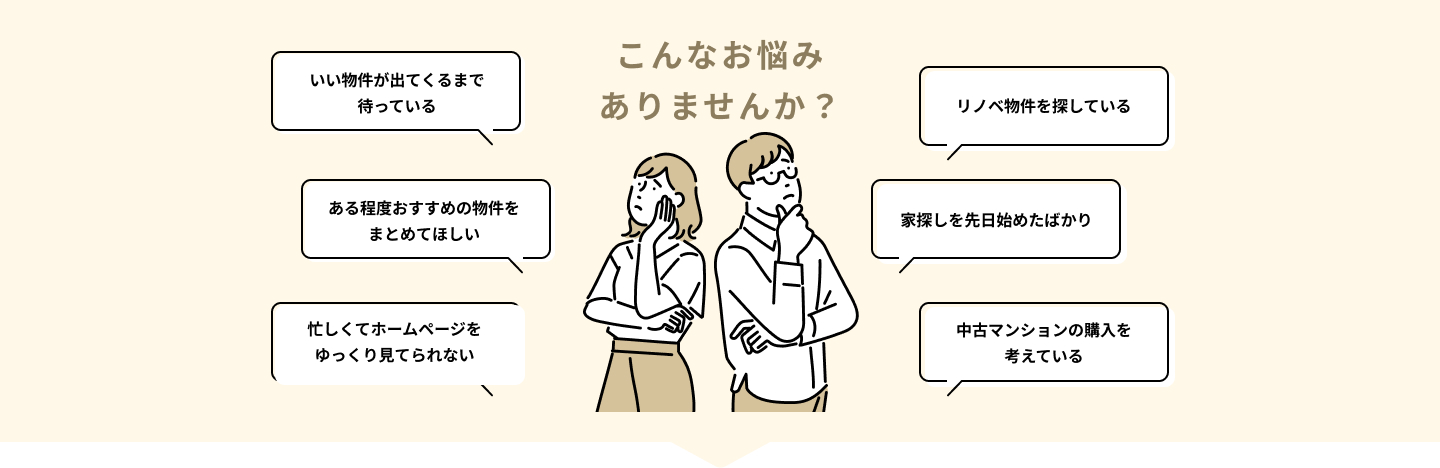 こんなお悩み
ありませんか？
いい物件が出てくるまで
待っている
ある程度おすすめの物件を
まとめてほしい
忙しくてホームページを
ゆっくり見てられない
リノベ物件を探している
家探しを先日始めたばかり
中古マンションの購入を
考えている